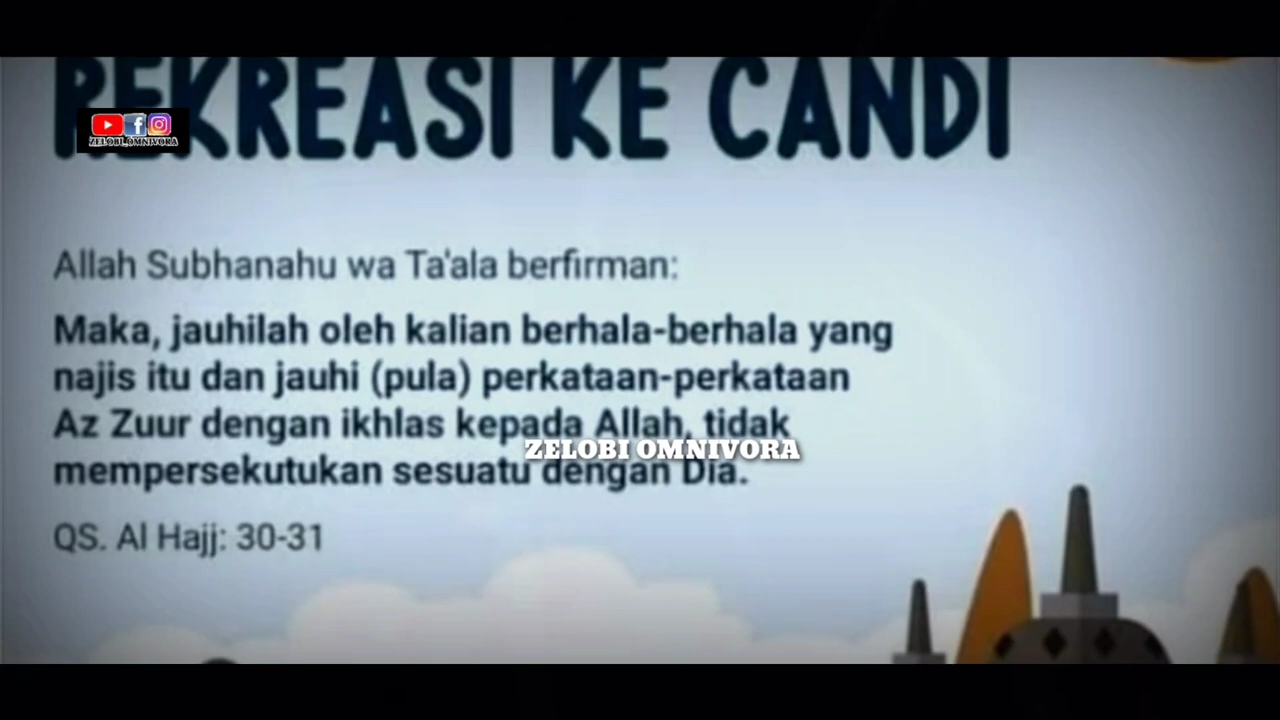 REKREASI KE CANDI
ZELOBI OMNIVORA
Allah Subhanahu wa Ta'ala berfirman:
Maka, jauhilah oleh kalian berhala-berhala yang
najis itu dan jauhi (pula) perkataan-perkataan
Az Zuur dengan ikhlas kepada Allah, tidak
ZELOBI OMNIVORA
mempersekutukan sesuatu dengan Dia.
QS. Al Hajj: 30-31